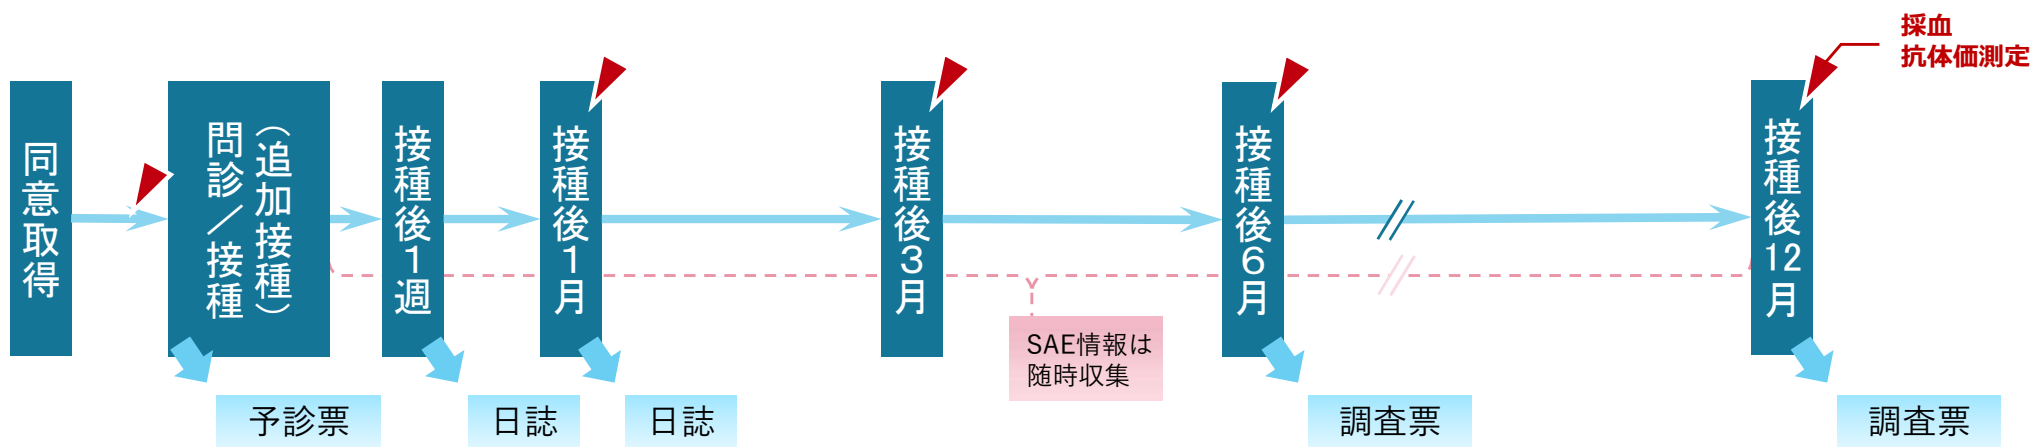 採血
抗体価測定
同意取得
（追加接種）
問診／接種
接種後１週
接種後１月
接種後３月
接種後６月
接種後12月
SAE情報は
随時収集
予診票
日誌
日誌
調査票
調査票